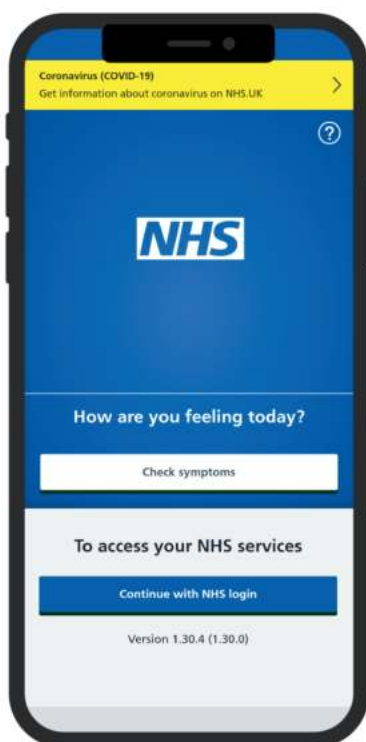 Coronavirus (COVID-19)
Get information about coronavirus on NHS.UK
?
NHS
How are you feeling today?
Check symptoms
To access your NHS services
Continue with NHS login
Version 1.30.4 (1.30.0)